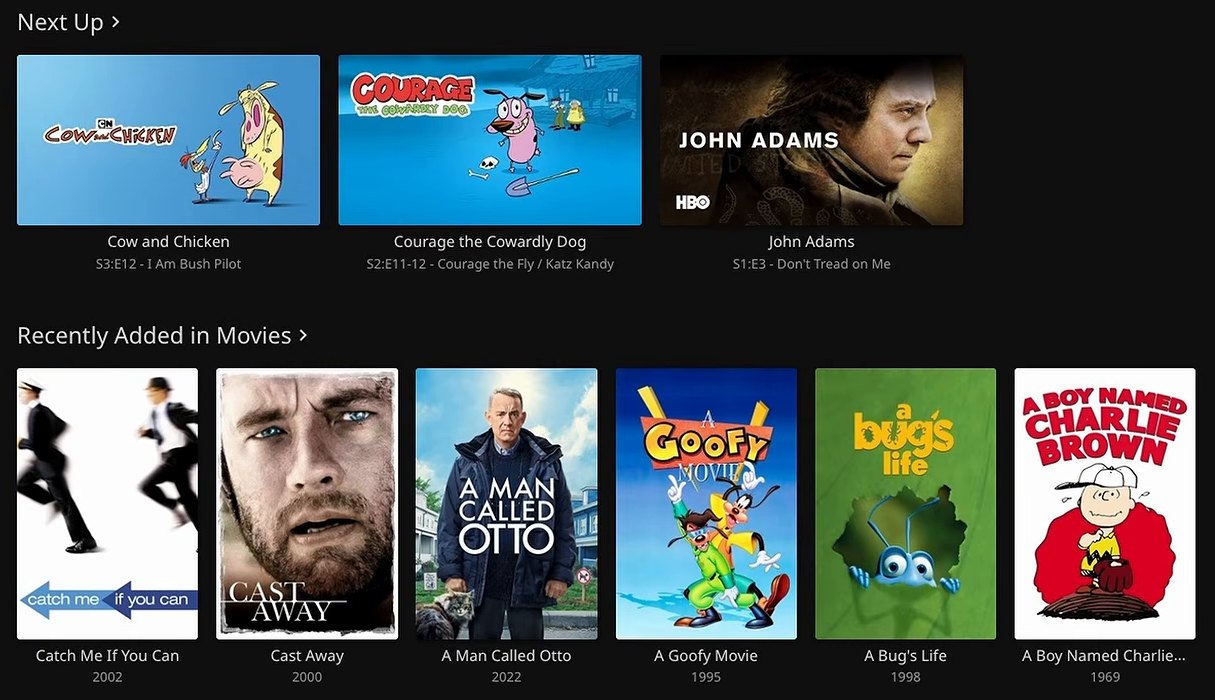 Next Up >
CN
COW and CHICKEN
COURAGE
THE COWARDLY DOG
JOHN ADAMS
HBO
Cow and Chicken
Courage the Cowardly Dog
John Adams
S3:E12 - I Am Bush Pilot
S2:E11-12 - Courage the Fly / Katz Kandy
S1:E3 - Don't Tread on Me
Recently Added in Movies >
catch me if you can
CAST
AWAY
A MAN
CALLED
OTTO
A
GOOFY
MOVIE
a
bug's
life
A BOY NAMED
CHARLIE
BROWN
Catch Me If You Can
Cast Away
A Man Called Otto
A Goofy Movie
A Bug's Life
A Boy Named Charlie...
2002
2000
2022
1995
1998
1969